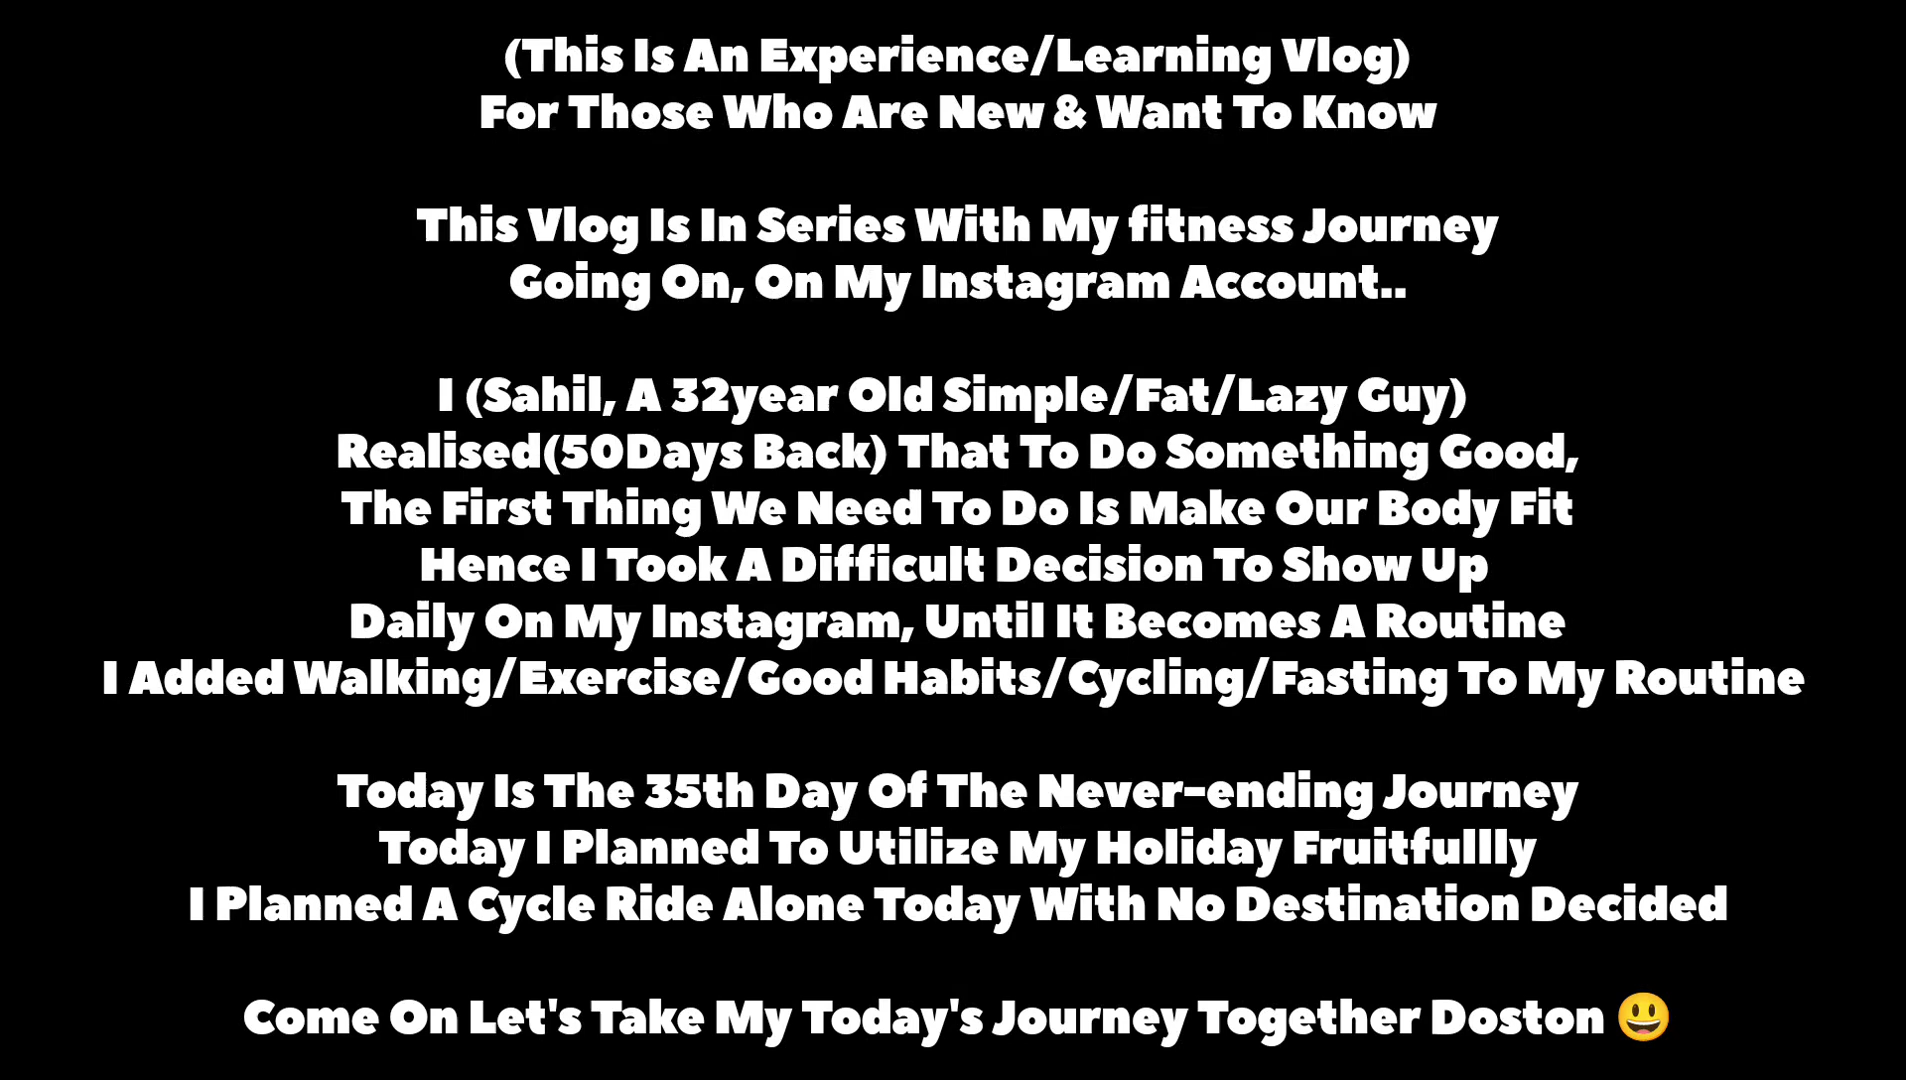 (This Is An Experience/Learning Vlog)
For Those Who Are New & Want To Know
This Vlog Is In Series With My fitness Journey
Going On, On My Instagram Account..
I (Sahil, A 32year Old Simple/Fat/Lazy Guy)
Realised(50Days Back) That To Do Something Good,
The First Thing We Need To Do Is Make Our Body Fit
Hence I Took A Difficult Decision To Show Up
Daily On My Instagram, Until It Becomes A Routine
I Added Walking/Exercise/Good Habits/Cycling/Fasting To My Routine
Today Is The 35th Day Of The Never-ending Journey
Today I Planned To Utilize My Holiday Fruitfullly
I Planned A Cycle Ride Alone Today With No Destination Decided
Come On Let's Take My Today's Journey Together Doston 😃